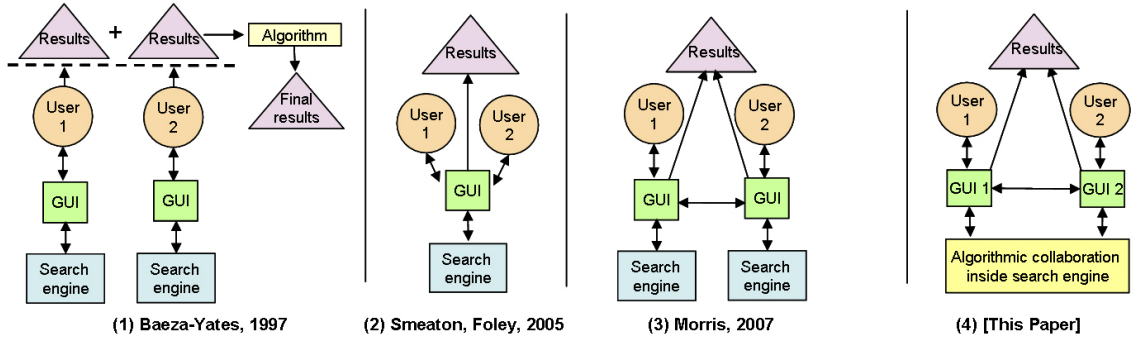 Results + Results
Algorithm
Final
results
User
1
User
2
GUI
GUI
Search
engine
Search
engine
(1) Baeza-Yates, 1997
Results
User
1
User
2
GUI
Search
engine
(2) Smeaton, Foley, 2005
Results
User
1
User
2
GUI
GUI
Search
engine
Search
engine
(3) Morris, 2007
Results
User
1
User
2
GUI 1
GUI 2
Algorithmic collaboration
inside search engine
(4) [This Paper]